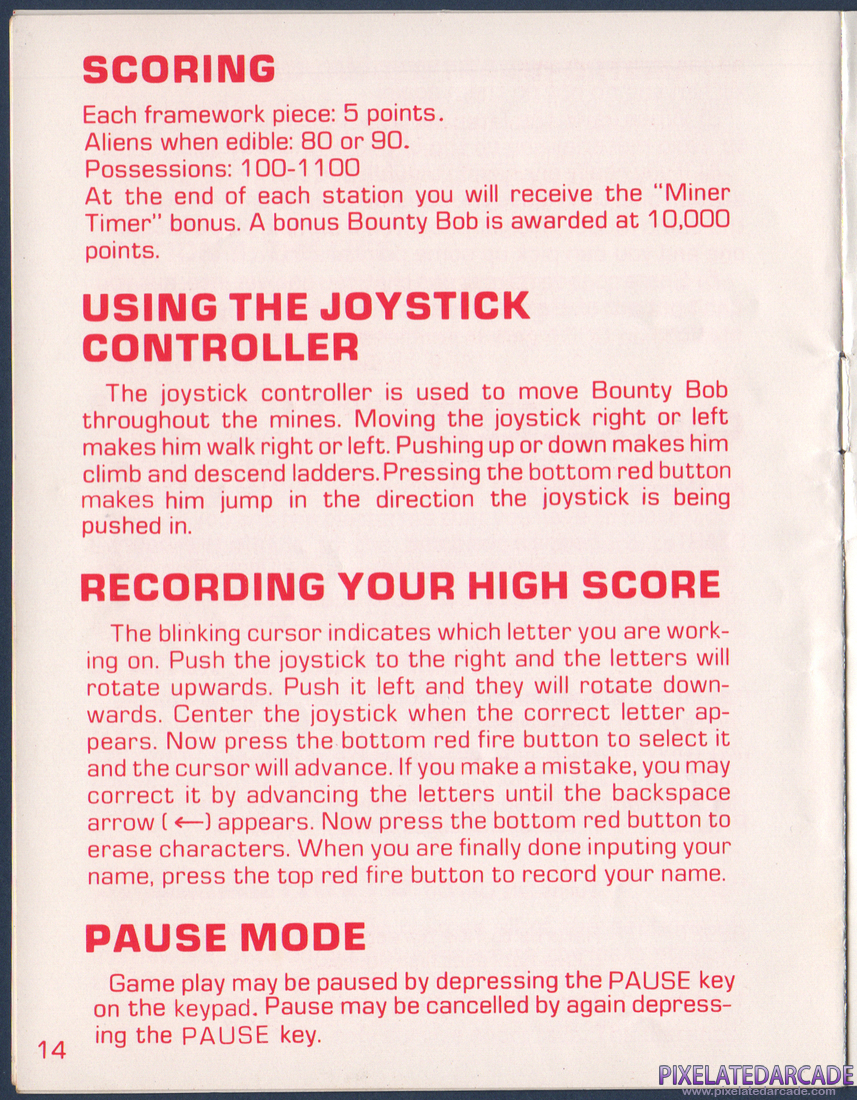 SCORING
Each framework piece: 5 points.
Aliens when edible: 80 or 90.
Possessions: 100-1100
At the end of each station you will receive the "Miner
Timer" bonus. A bonus Bounty Bob is awarded at 10,000
points.
USING THE JOYSTICK
CONTROLLER
The joystick controller is used to move Bounty Bob
throughout the mines. Moving the joystick right or left
makes him walk right or left. Pushing up or down makes him
climb and descend ladders. Pressing the bottom red button
makes him jump in the direction the joystick is being
pushed in.
RECORDING YOUR HIGH SCORE
The blinking cursor indicates which letter you are work-
ing on. Push the joystick to the right and the letters will
rotate upwards. Push it left and they will rotate down-
wards. Center the joystick when the correct letter ap-
pears. Now press the bottom red fire button to select it
and the cursor will advance. If you make a mistake, you may
correct it by advancing the letters until the backspace
arrow (←) appears. Now press the bottom red button to
erase characters. When you are finally done inputing your
name, press the top red fire button to record your name.
PAUSE MODE
Game play may be paused by depressing the PAUSE key
on the keypad. Pause may be cancelled by again depress-
ing the PAUSE key.
14
PIXELATEDARCADE
www.pixelatedarcade.com